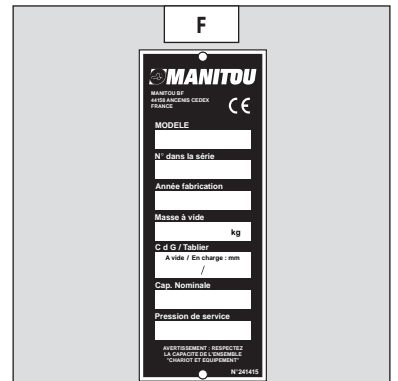 F
MANITOU
MANITOU BF
44158 ANCENIS CEDEX
FRANCE
CE
MODELE
N° dans la série
Année fabrication
Masse à vide
kg
C d G / Tablier
A vide / En charge : mm
/
Cap. Nominale
Pression de service
AVERTISSEMENT : RESPECTEZ
LA CAPACITE DE L'ENSEMBLE
"CHARIOT ET EQUIPEMENT"
N°241415